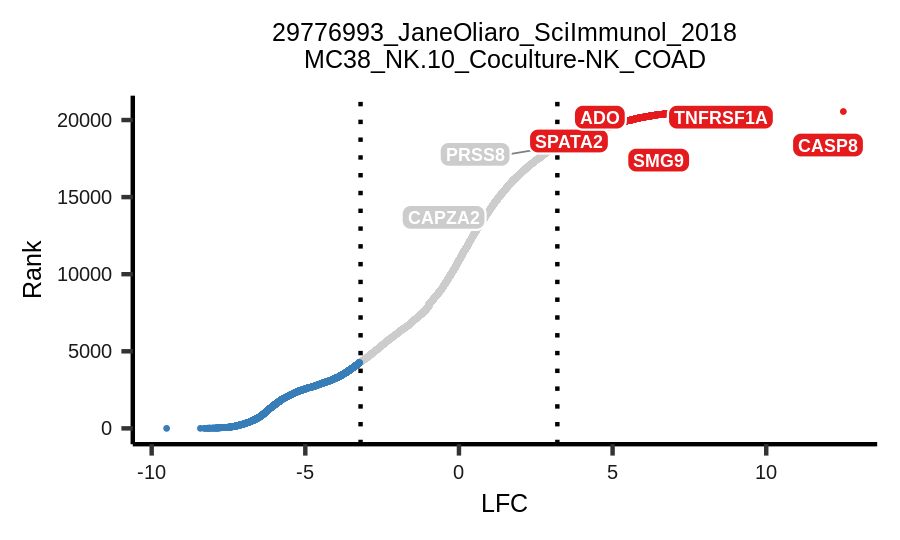 29776993_JaneOliaro_SciImmunol_2018
MC38_NK.10_Coculture-NK_COAD
Rank
20000
15000
10000
5000
0
ADO
TNFRSF1A
SPATA2
CASP8
PRSS8
SMG9
CAPZA2
-10
-5
0
5
10
LFC